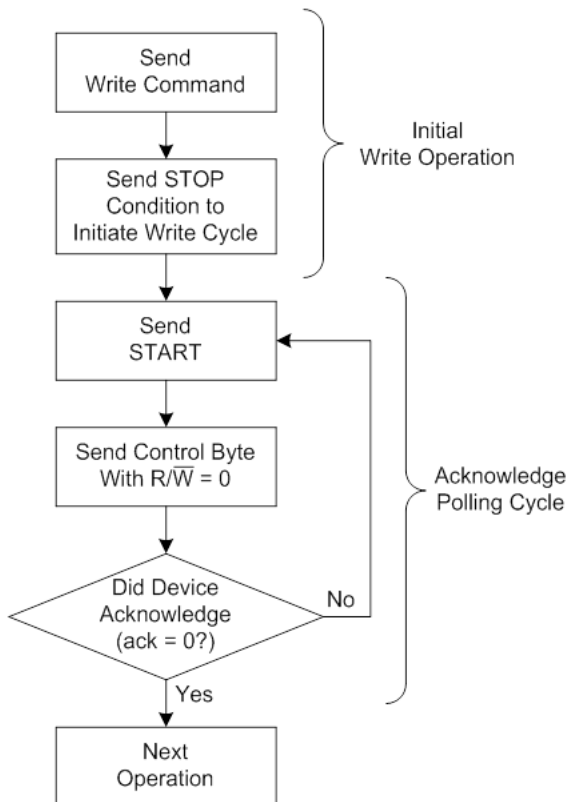 Send
Write Command
Initial
Write Operation
Send STOP
Condition to
Initiate Write Cycle
Send
START
Send Control Byte
With R/W̅ = 0
Acknowledge
Polling Cycle
Did Device
Acknowledge
(ack = 0?)
No
Yes
Next
Operation